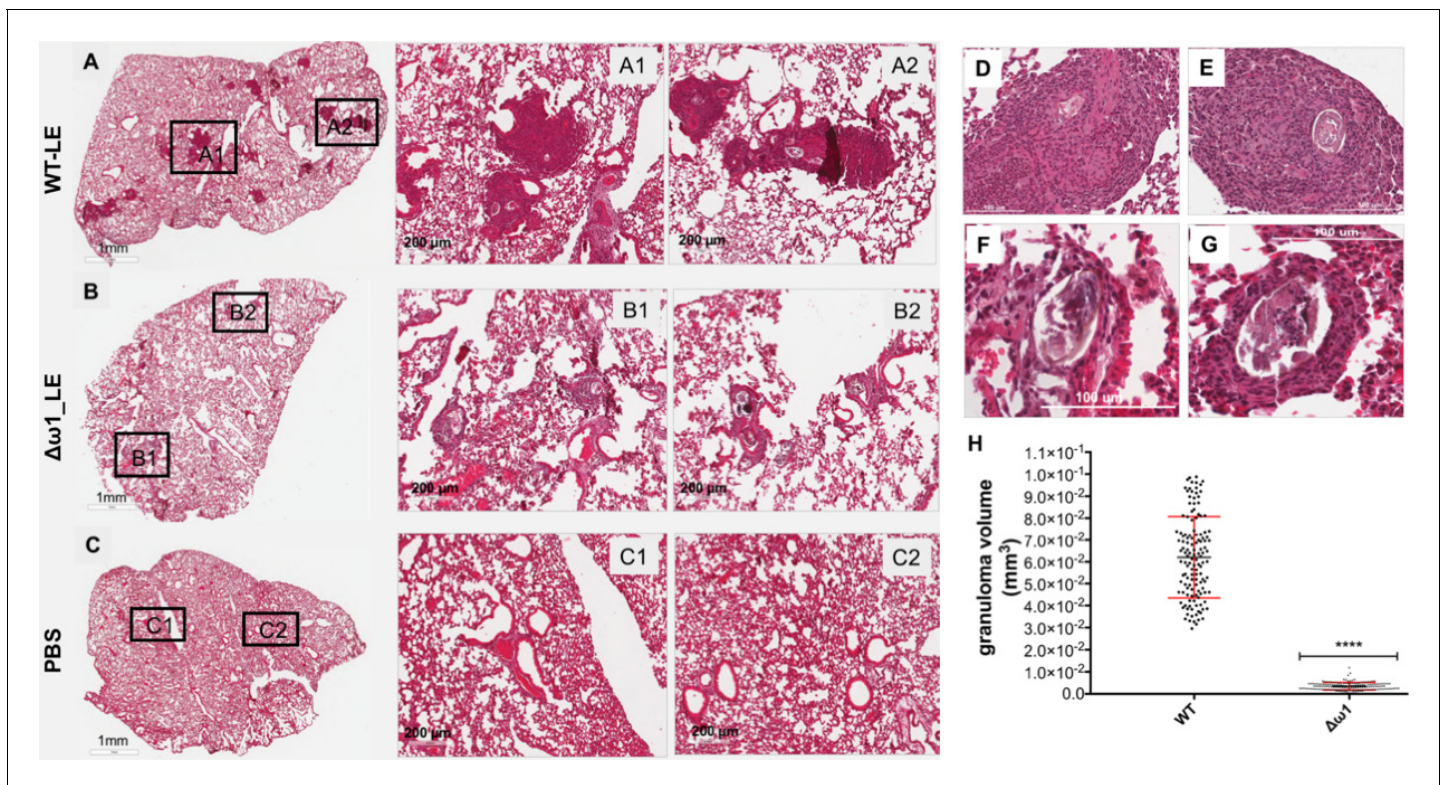 A
A1
A2
WT-LE
A1
A2
1mm
200 µm
200 µm
B
B2
B1
Δω1_LE
B1
B2
1mm
200 µm
200 µm
C
C1
C2
PBS
C1
C2
1mm
200 µm
200 µm
D
E
F
100 um
G
100 um
H
granuloma volume
(mm³)
1.1×10⁻¹
1.0×10⁻¹
9.0×10⁻²
8.0×10⁻²
7.0×10⁻²
6.0×10⁻²
5.0×10⁻²
4.0×10⁻²
3.0×10⁻²
2.0×10⁻²
1.0×10⁻²
0.0
****
WT
Δω1